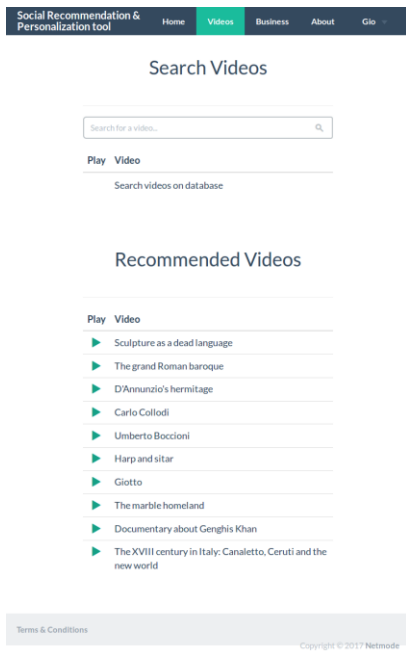 Social Recommendation &
Personalization tool
Home
Videos
Business
About
Gio
Search Videos
Search for a video..
Play Video
Search videos on database
Recommended Videos
Play Video
Sculpture as a dead language
The grand Roman baroque
D'Annunzio's hermitage
Carlo Collodi
Umberto Boccioni
Harp and sitar
Giotto
The marble homeland
Documentary about Genghis Khan
The XVIII century in Italy: Canaletto, Ceruti and the
new world
Terms & Conditions
Copyright © 2017 Netmode